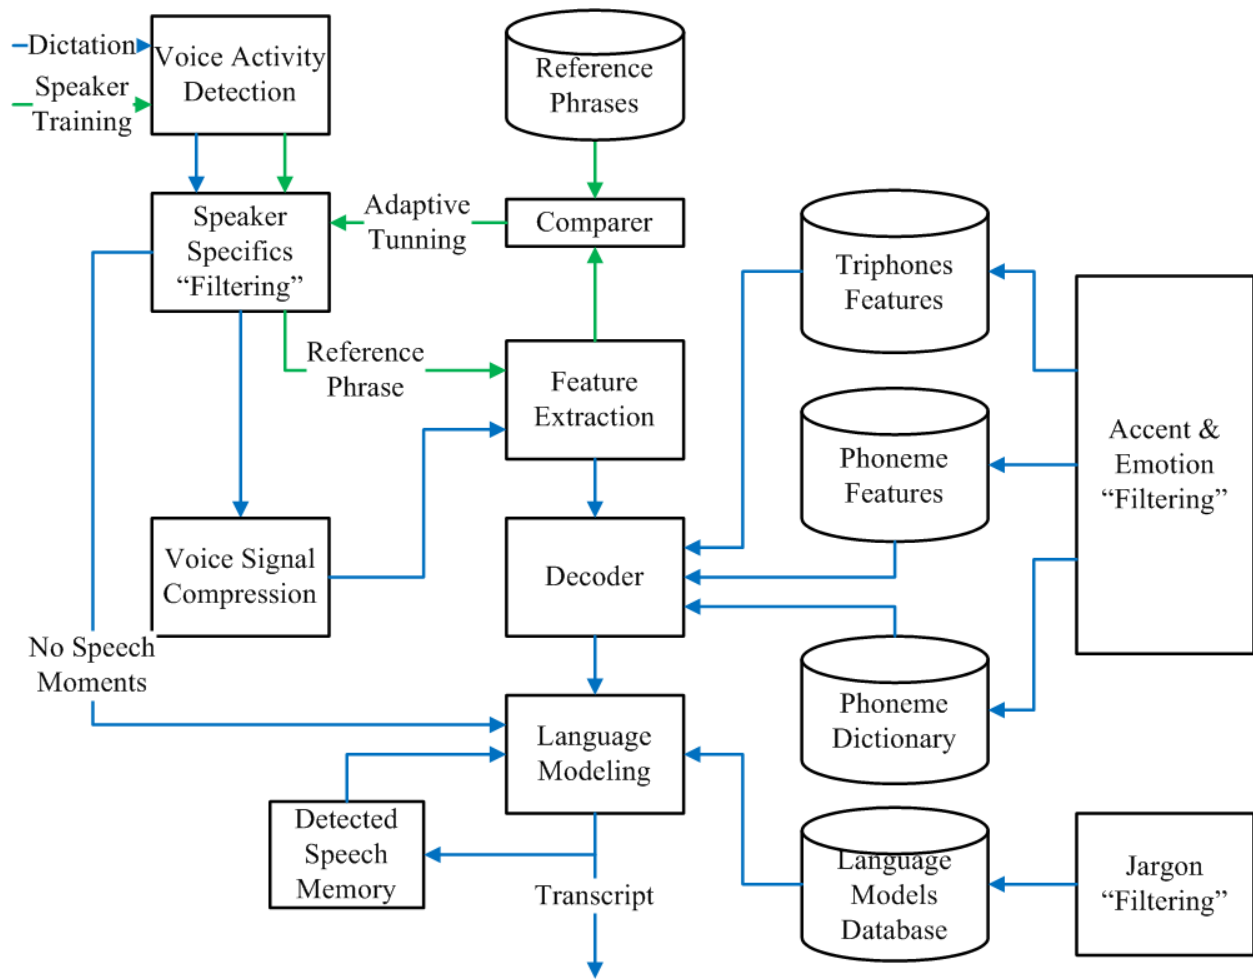 Dictation
Speaker
Training
Voice Activity
Detection
Reference
Phrases
Speaker
Specifics
“Filtering”
Adaptive
Tunning
Comparer
Triphones
Features
Reference
Phrase
Feature
Extraction
Phoneme
Features
Accent &
Emotion
“Filtering”
Voice Signal
Compression
Decoder
No Speech
Moments
Language
Modeling
Phoneme
Dictionary
Detected
Speech
Memory
Transcript
Language
Models
Database
Jargon
“Filtering”